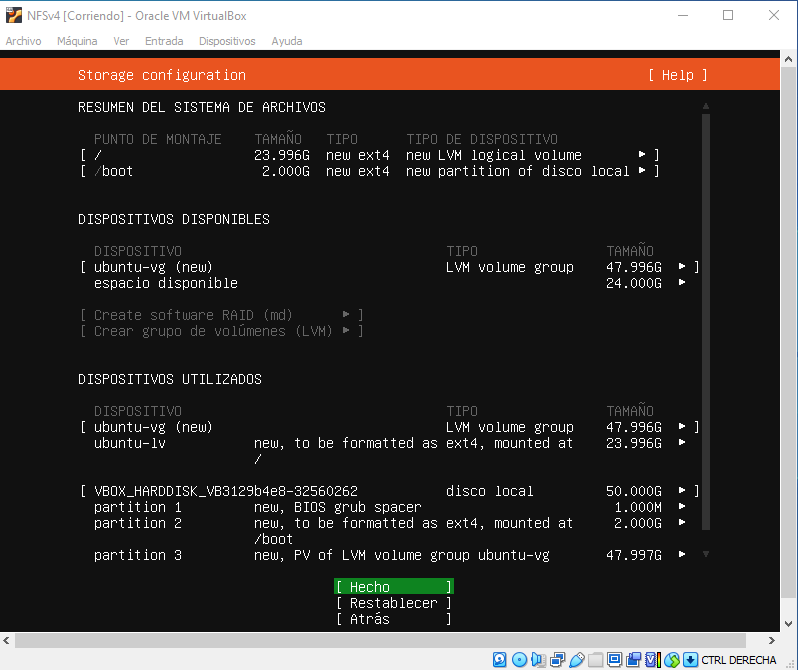 NFSv4 [Corriendo] - Oracle VM VirtualBox
Archivo Máquina Ver Entrada Dispositivos Ayuda
Storage configuration [ Help ]
RESUMEN DEL SISTEMA DE ARCHIVOS
PUNTO DE MONTAJE TAMAÑO TIPO TIPO DE DISPOSITIVO
[ / 23.996G new ext4 new LVM logical volume ▸ ]
[ /boot 2.000G new ext4 new partition of disco local ▸ ]
DISPOSITIVOS DISPONIBLES
DISPOSITIVO TIPO TAMAÑO
[ ubuntu-vg (new) LVM volume group 47.996G ▸ ]
espacio disponible 24.000G ▸
[ Create software RAID (md) ▸ ]
[ Crear grupo de volúmenes (LVM) ▸ ]
DISPOSITIVOS UTILIZADOS
DISPOSITIVO TIPO TAMAÑO
[ ubuntu-vg (new) LVM volume group 47.996G ▸ ]
ubuntu-lv new, to be formatted as ext4, mounted at 23.996G ▸
/
[ VBOX_HARDDISK_VB3129b4e8-32560262 disco local 50.000G ▸ ]
partition 1 new, BIOS grub spacer 1.000M ▸
partition 2 new, to be formatted as ext4, mounted at 2.000G ▸
/boot
partition 3 new, PV of LVM volume group ubuntu-vg 47.997G ▸
[ Hecho ]
[ Restablecer ]
[ Atrás ]
CTRL DERECHA